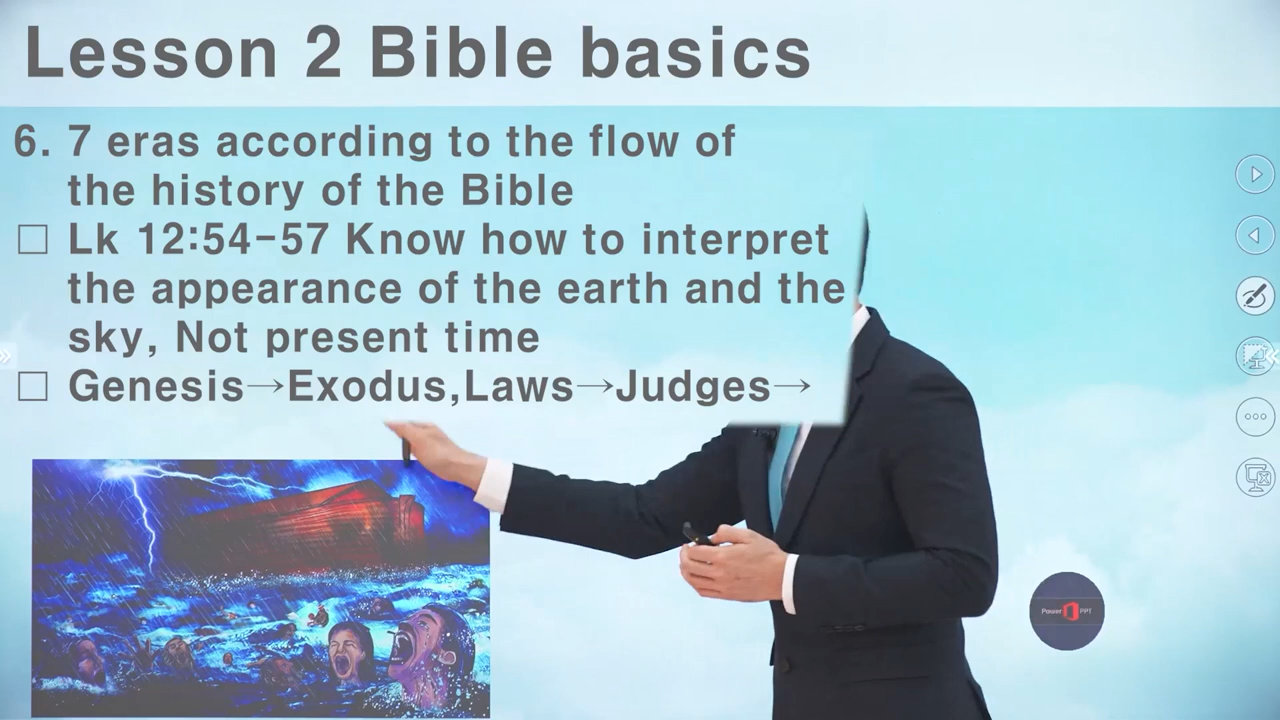 Lesson 2 Bible basics
6. 7 eras according to the flow of
the history of the Bible
□ Lk 12:54-57 Know how to interpret
the appearance of the earth and the
sky, Not present time
□ Genesis→Exodus,Laws→Judges→
Power PPT